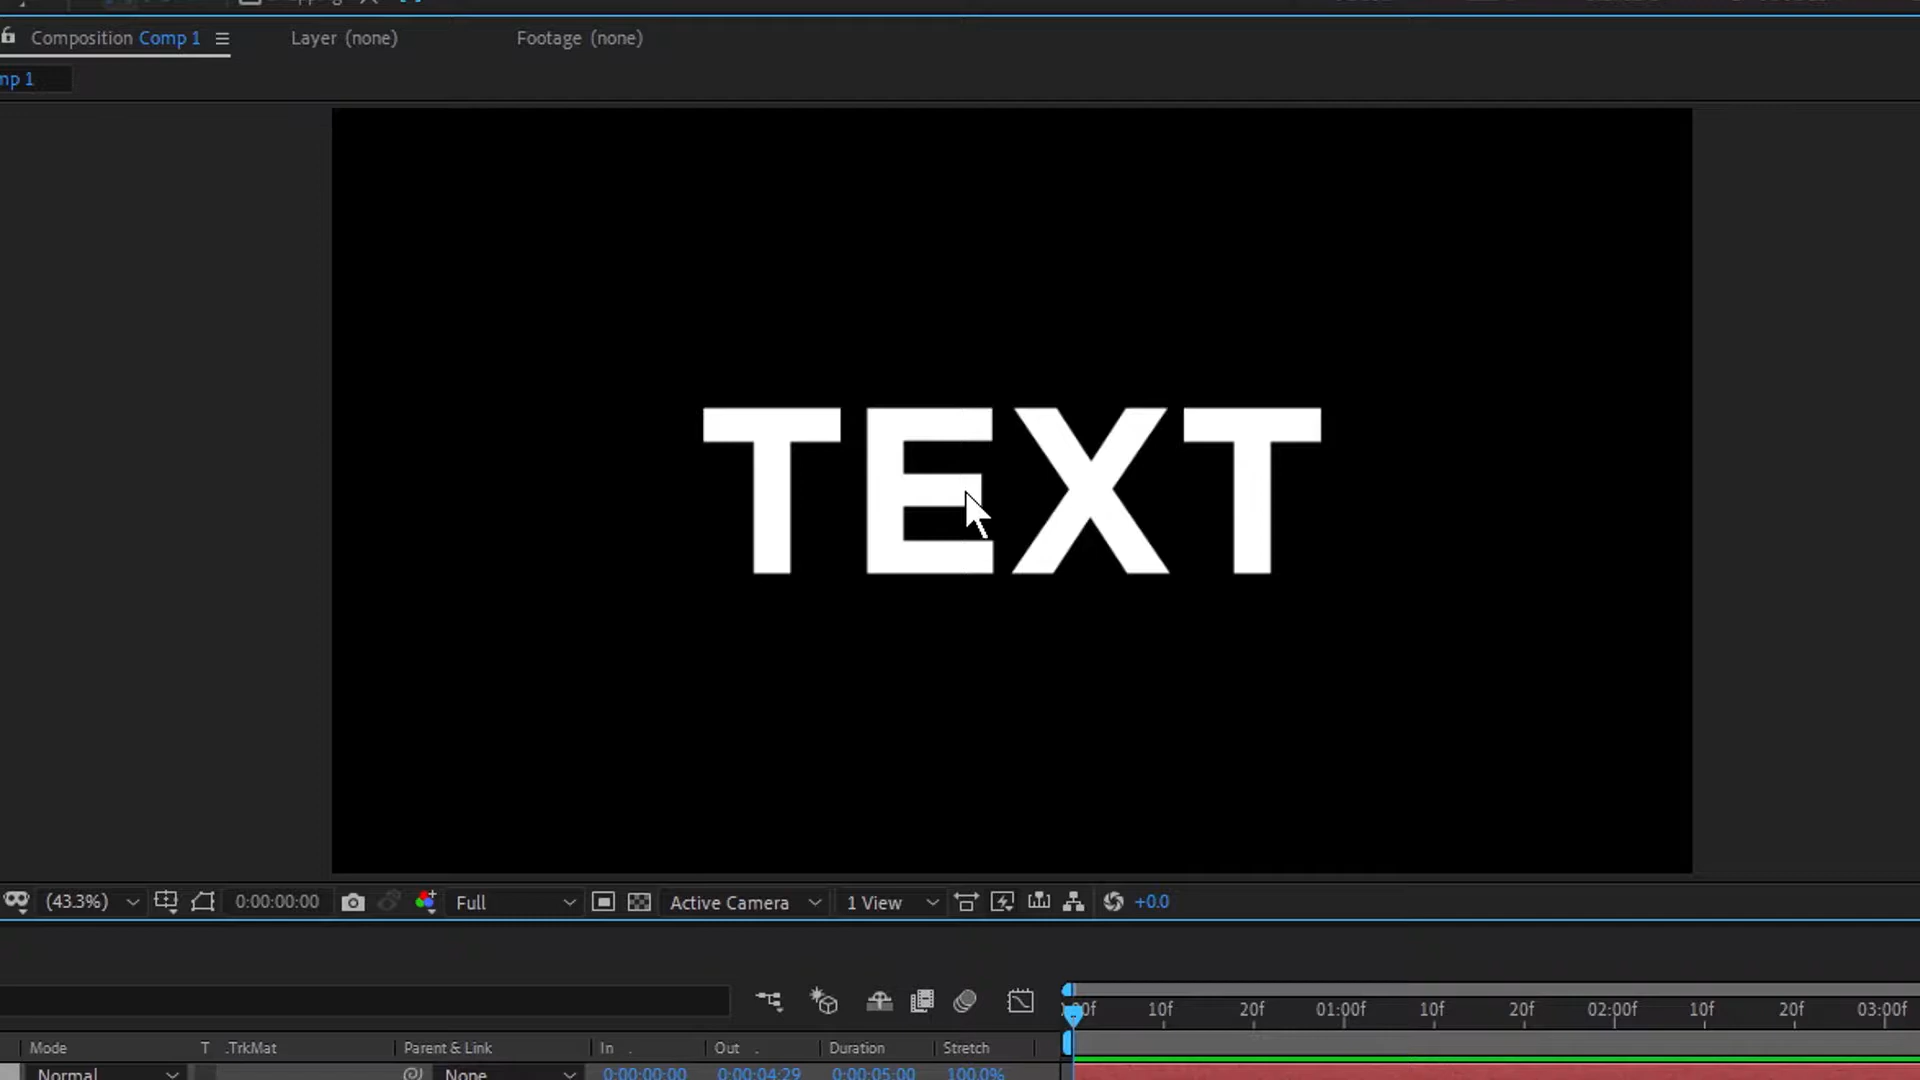 Composition Comp 1
Layer (none)
Footage (none)
mp 1
TEXT
(43.3%)
0:00:00:00
Full
Active Camera
1 View
+0.0
10f
20f
01:00f
10f
20f
02:00f
10f
20f
03:00f
Mode
T
.TrkMat
Parent & Link
In
Out
Duration
Stretch
Normal
None
0:00:00:00
0:00:04:29
0:00:05:00
100.0%